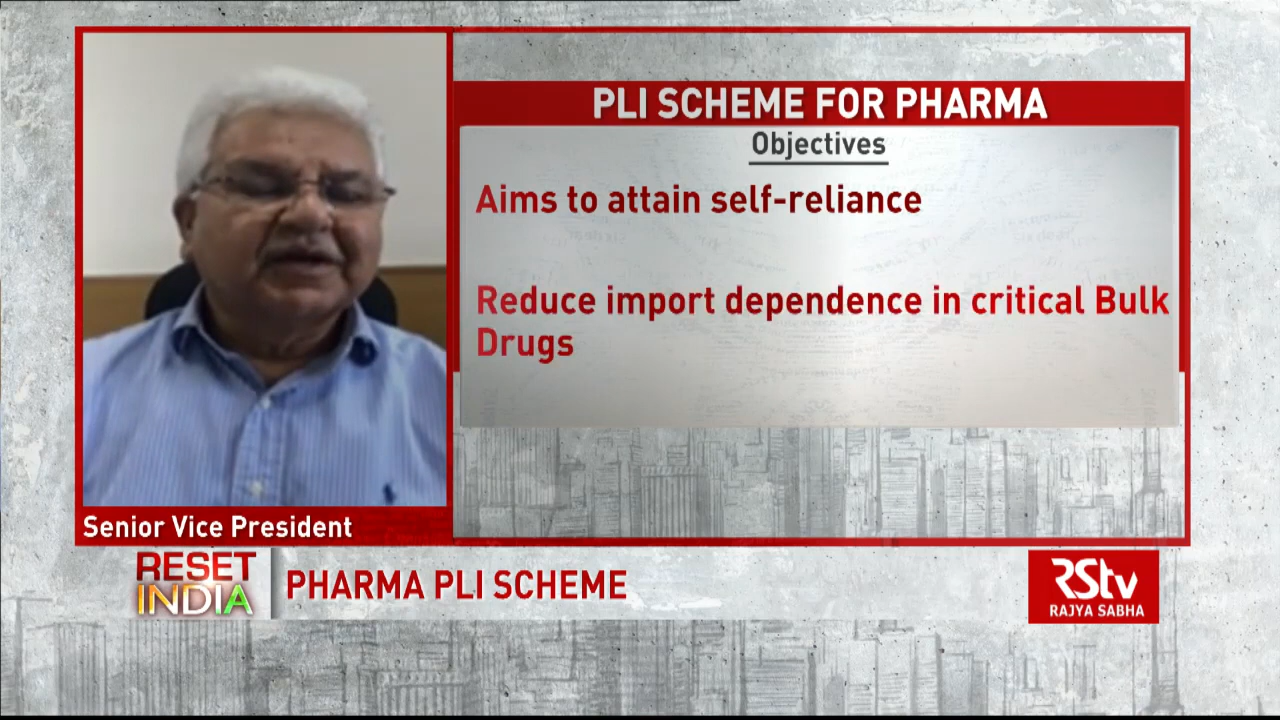 PLI SCHEME FOR PHARMA
Objectives
Aims to attain self-reliance
Reduce import dependence in critical Bulk
Drugs
Senior Vice President
RESET
INDIA
PHARMA PLI SCHEME
RStv
RAJYA SABHA